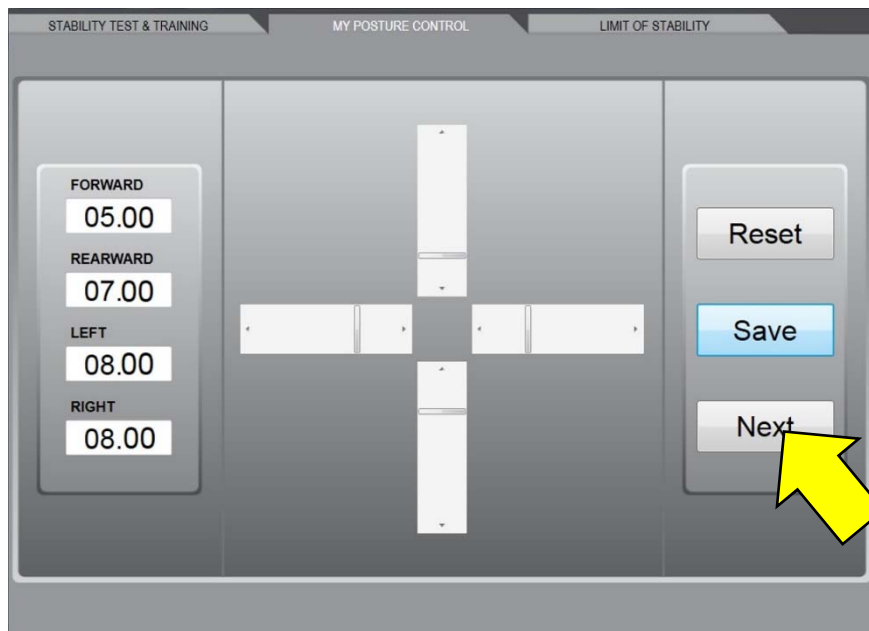 STABILITY TEST & TRAINING
MY POSTURE CONTROL
LIMIT OF STABILITY
FORWARD
05.00
REARWARD
07.00
LEFT
08.00
RIGHT
08.00
Reset
Save
Next